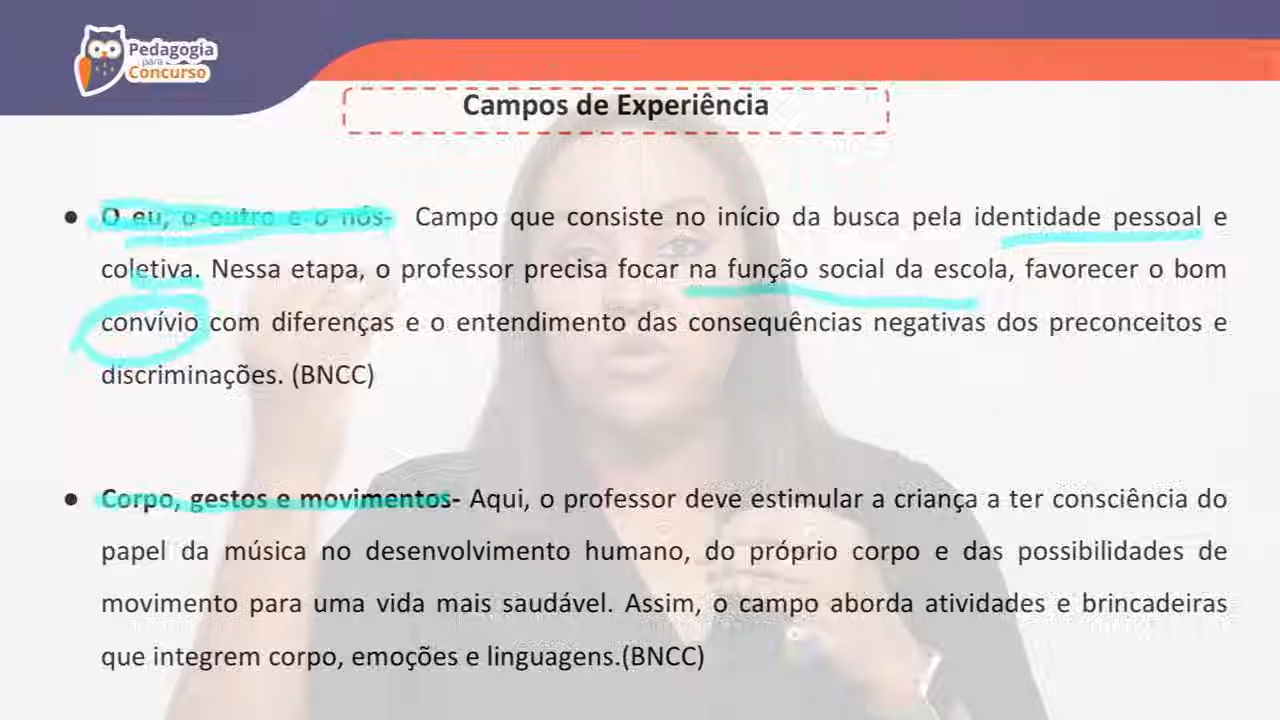 Pedagogia
para
Concurso
Campos de Experiência
● O eu, o outro e o nós- Campo que consiste no início da busca pela identidade pessoal e
coletiva. Nessa etapa, o professor precisa focar na função social da escola, favorecer o bom
convívio com diferenças e o entendimento das consequências negativas dos preconceitos e
discriminações. (BNCC)
● Corpo, gestos e movimentos- Aqui, o professor deve estimular a criança a ter consciência do
papel da música no desenvolvimento humano, do próprio corpo e das possibilidades de
movimento para uma vida mais saudável. Assim, o campo aborda atividades e brincadeiras
que integrem corpo, emoções e linguagens.(BNCC)